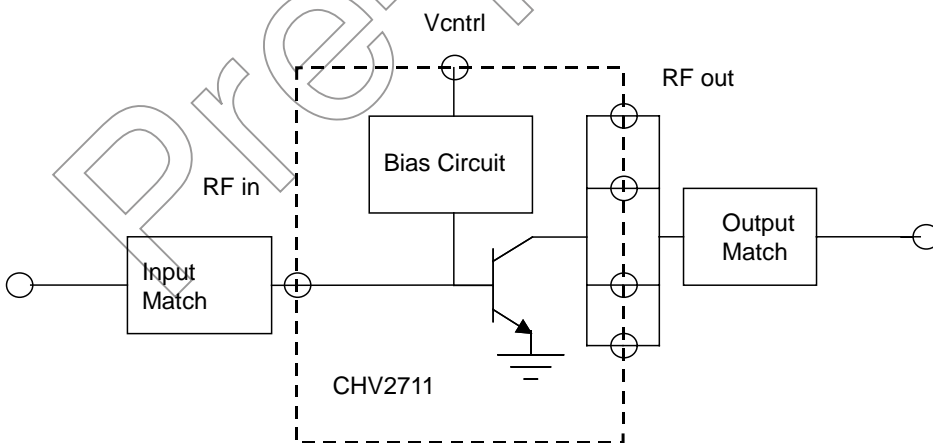 Vcntrl
RF out
Bias Circuit
RF in
Output
Match
Input
Match
CHV2711